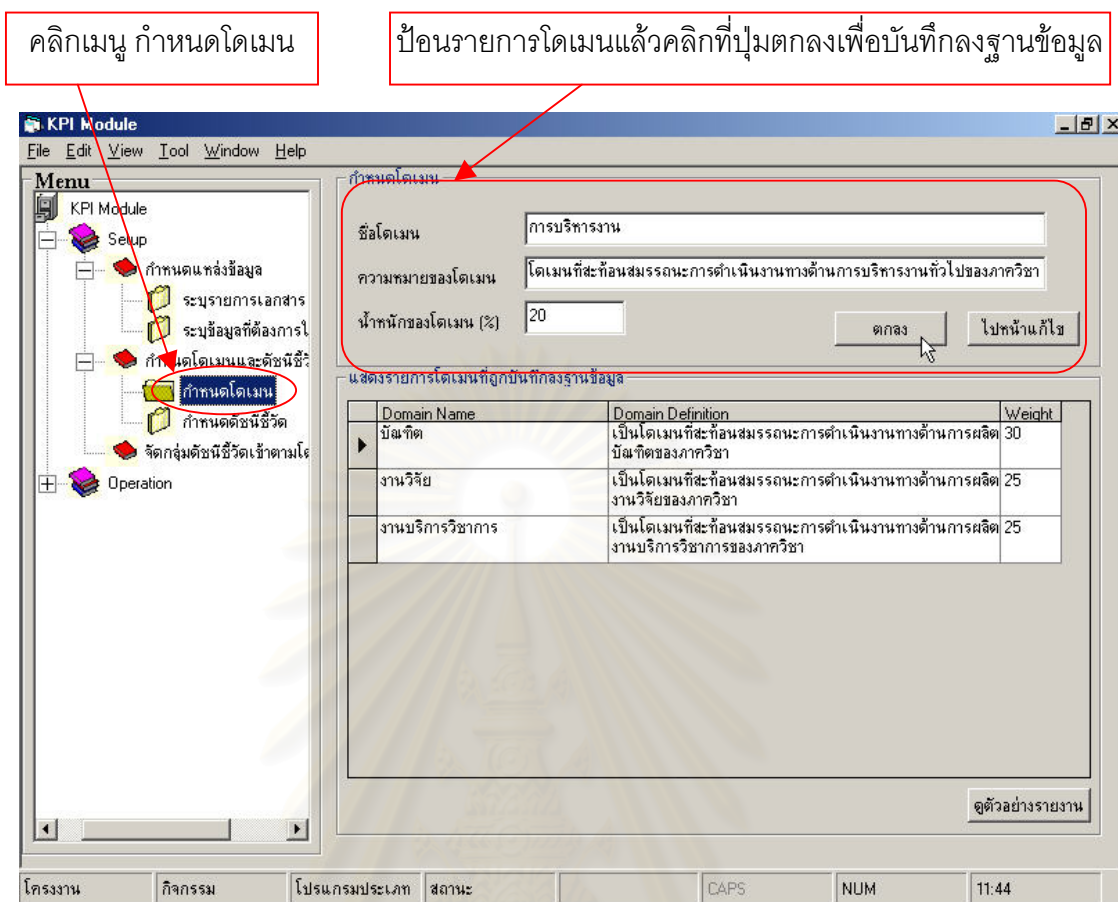 คลิกเมนู กำหนดโดเมน
ป้อนรายการโดเมนแล้วคลิกที่ปุ่มตกลงเพื่อบันทึกลงฐานข้อมูล
KPI Module
File Edit View Tool Window Help
Menu
KPI Module
Setup
กำหนดแหล่งข้อมูล
ระบุรายการเอกสาร
ระบุข้อมูลที่ต้องการไ
กำหนดโดเมนและดัชนีชี้วั
กำหนดโดเมน
กำหนดดัชนีชี้วัด
จัดกลุ่มดัชนีชี้วัดเข้าตามโด
Operation
กำหนดโดเมน
ชื่อโดเมน
การบริหารงาน
ความหมายของโดเมน
โดเมนที่สะท้อนสมรรถนะการดำเนินงานทางด้านการบริหารงานทั่วไปของภาควิชา
น้ำหนักของโดเมน (%)
20
ตกลง
ไปหน้าแก้ไข
แสดงรายการโดเมนที่ถูกบันทึกลงฐานข้อมูล
Domain Name Domain Definition Weight
บัณฑิต เป็นโดเมนที่สะท้อนสมรรถนะการดำเนินงานทางด้านการผลิต 30
บัณฑิตของภาควิชา
งานวิจัย เป็นโดเมนที่สะท้อนสมรรถนะการดำเนินงานทางด้านการผลิต 25
งานวิจัยของภาควิชา
งานบริการวิชาการ เป็นโดเมนที่สะท้อนสมรรถนะการดำเนินงานทางด้านการผลิต 25
งานบริการวิชาการของภาควิชา
ดูตัวอย่างรายงาน
โครงงาน กิจกรรม โปรแกรมประเภท สถานะ CAPS NUM 11:44